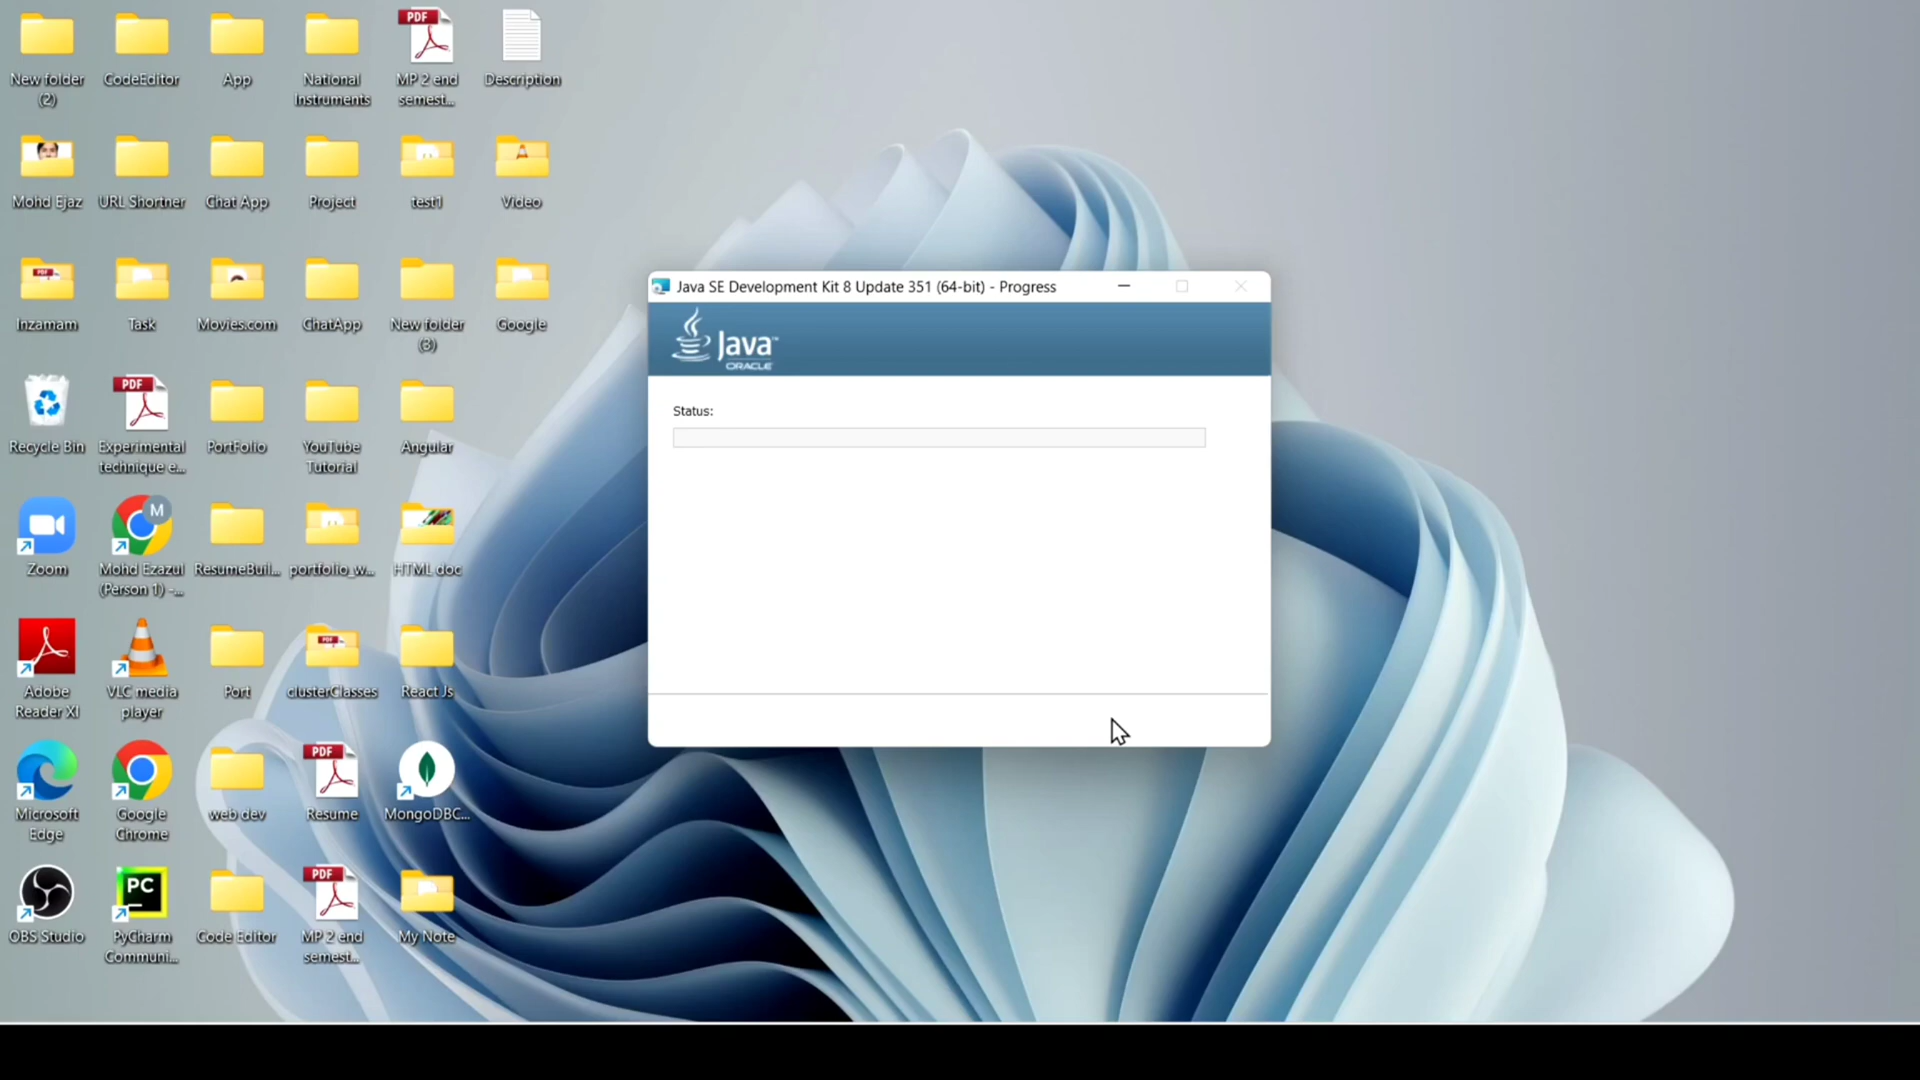 New folder
(2)
CodeEditor
App
National
Instruments
PDF
MP 2 end
semest...
Description
Mohd Ejaz
URL Shortner
Chat App
Project
test1
Video
PDF
Inzamam
Task
Movies.com
ChatApp
New folder
(3)
Google
Recycle Bin
PDF
Experimental
technique e...
PortFolio
YouTube
Tutorial
Angular
Zoom
M
Mohd Ezazul
(Person 1) -...
ResumeBuil...
portfolio_w...
HTML doc
Adobe
Reader XI
VLC media
player
Port
PDF
clusterClasses
React Js
Microsoft
Edge
Google
Chrome
web dev
PDF
Resume
MongoDBC...
OBS Studio
PC
PyCharm
Communi...
Code Editor
PDF
MP 2 end
semest...
My Note
Java SE Development Kit 8 Update 351 (64-bit) - Progress
Java™
ORACLE
Status: